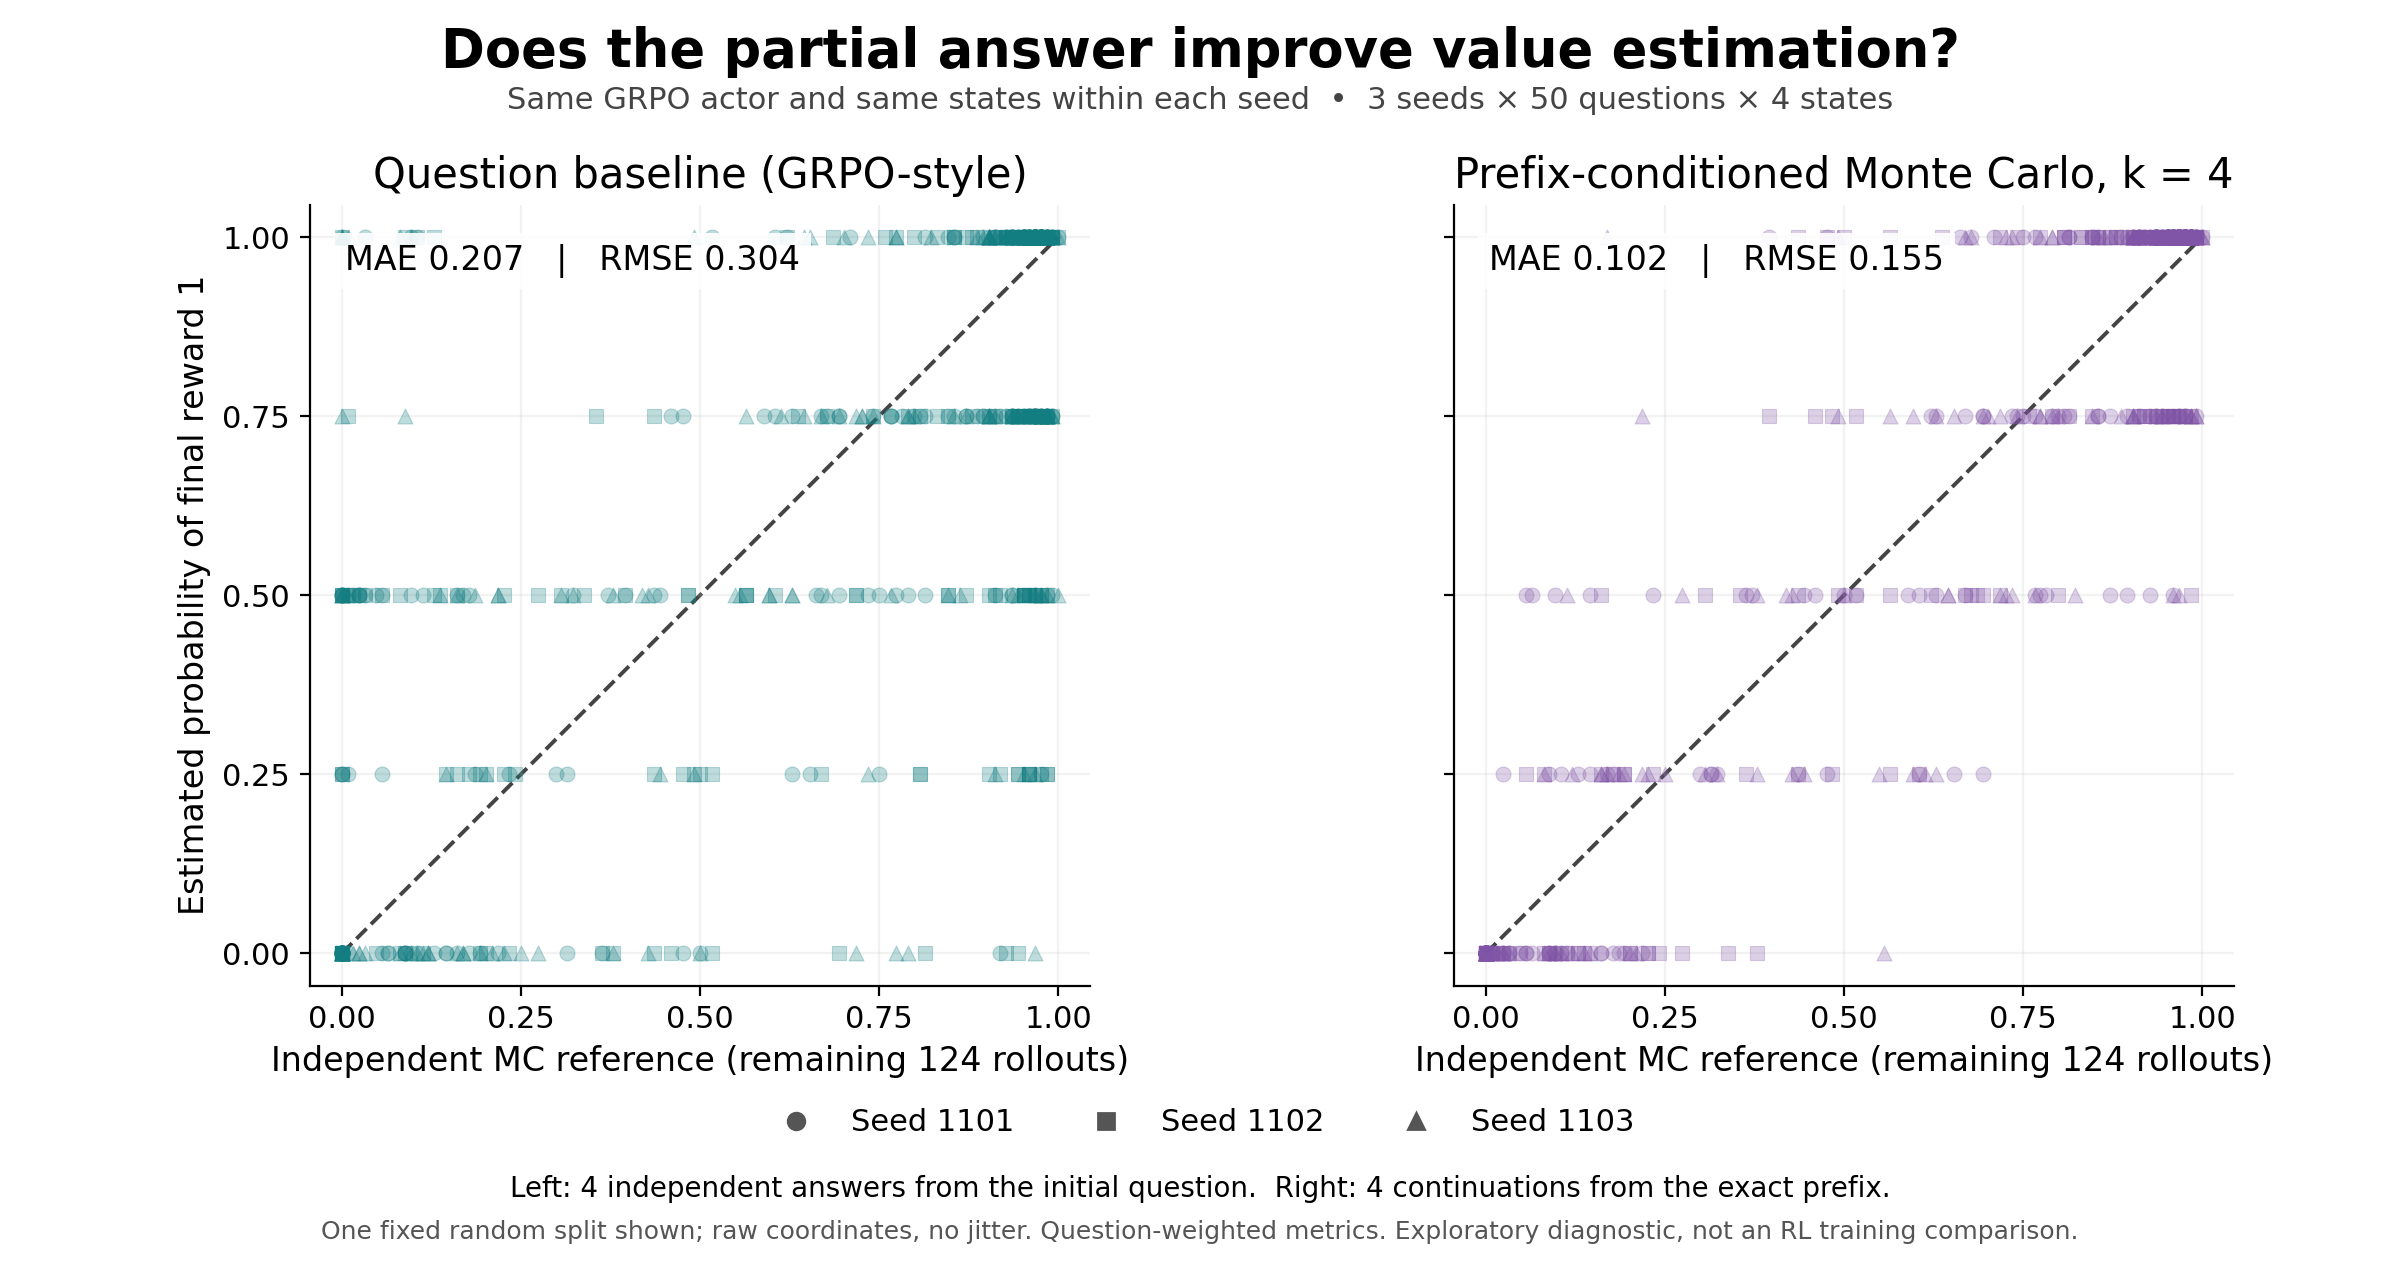 Does the partial answer improve value estimation?
Same GRPO actor and same states within each seed • 3 seeds × 50 questions × 4 states
Question baseline (GRPO-style)
MAE 0.207 | RMSE 0.304
Estimated probability of final reward 1
1.00
0.75
0.50
0.25
0.00
0.00 0.25 0.50 0.75 1.00
Independent MC reference (remaining 124 rollouts)
Prefix-conditioned Monte Carlo, k = 4
MAE 0.102 | RMSE 0.155
0.00 0.25 0.50 0.75 1.00
Independent MC reference (remaining 124 rollouts)
Seed 1101 Seed 1102 Seed 1103
Left: 4 independent answers from the initial question. Right: 4 continuations from the exact prefix.
One fixed random split shown; raw coordinates, no jitter. Question-weighted metrics. Exploratory diagnostic, not an RL training comparison.